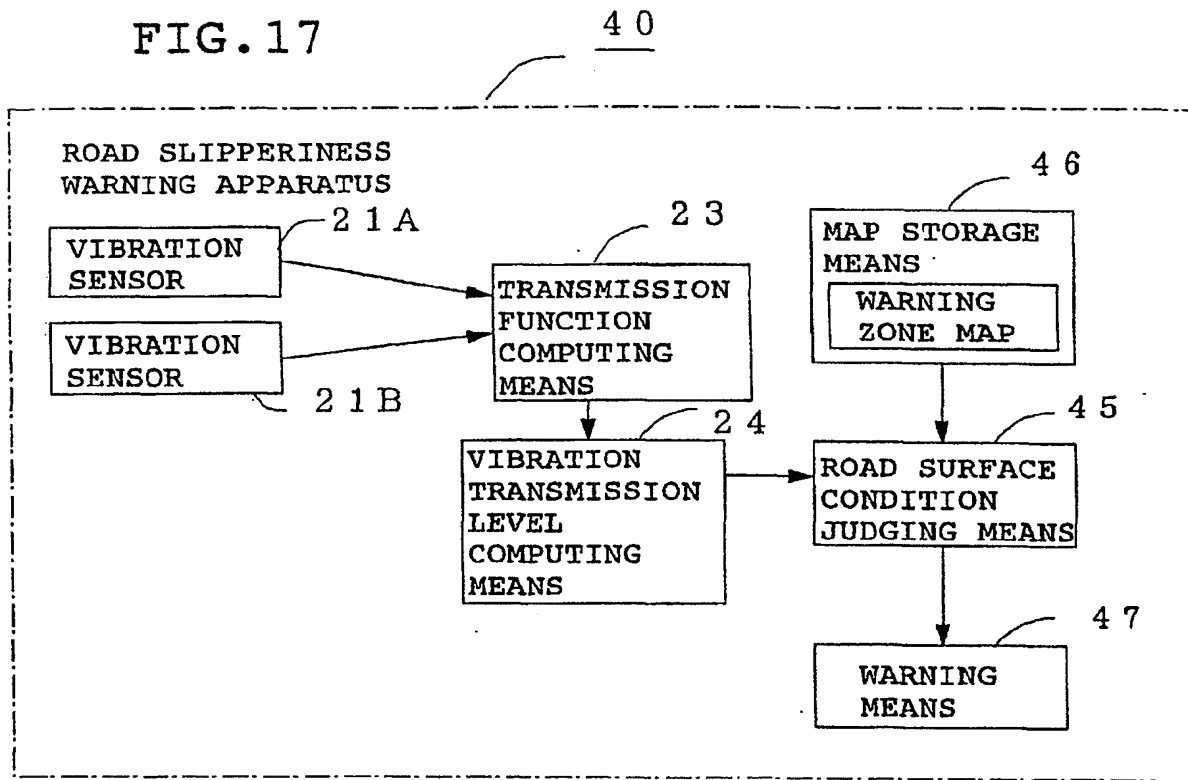 FIG.17
40
ROAD SLIPPERINESS
WARNING APPARATUS
21A
VIBRATION
SENSOR
VIBRATION
SENSOR
21B
23
TRANSMISSION
FUNCTION
COMPUTING
MEANS
24
VIBRATION
TRANSMISSION
LEVEL
COMPUTING
MEANS
46
MAP STORAGE
MEANS
WARNING
ZONE MAP
45
ROAD SURFACE
CONDITION
JUDGING MEANS
47
WARNING
MEANS